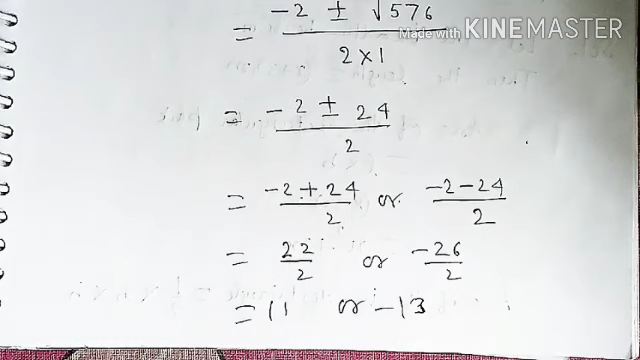 = (-2 ± √576) / (2×1)
Made with KINEMASTER
= (-2 ± 24) / 2
= (-2+24) / 2 or (-2-24) / 2
= 22/2 or -26/2
= 11 or -13